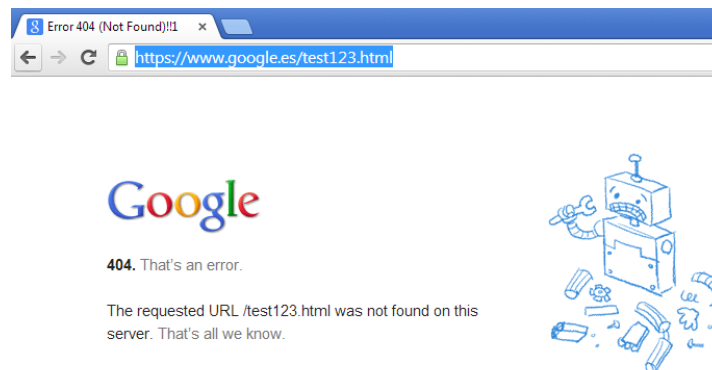 Error 404 (Not Found)!!1
https://www.google.es/test123.html
Google
404. That's an error.
The requested URL /test123.html was not found on this
server. That's all we know.